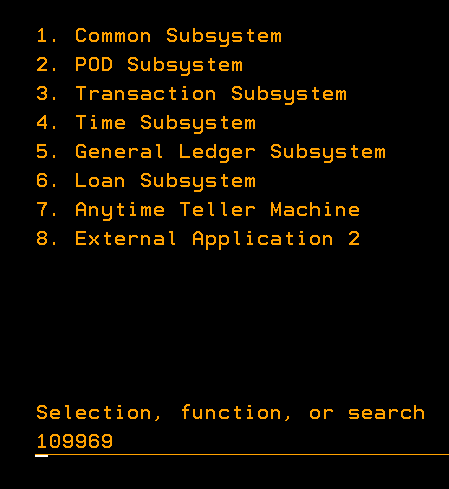 1. Common Subsystem
2. POD Subsystem
3. Transaction Subsystem
4. Time Subsystem
5. General Ledger Subsystem
6. Loan Subsystem
7. Anytime Teller Machine
8. External Application 2
Selection, function, or search
109969